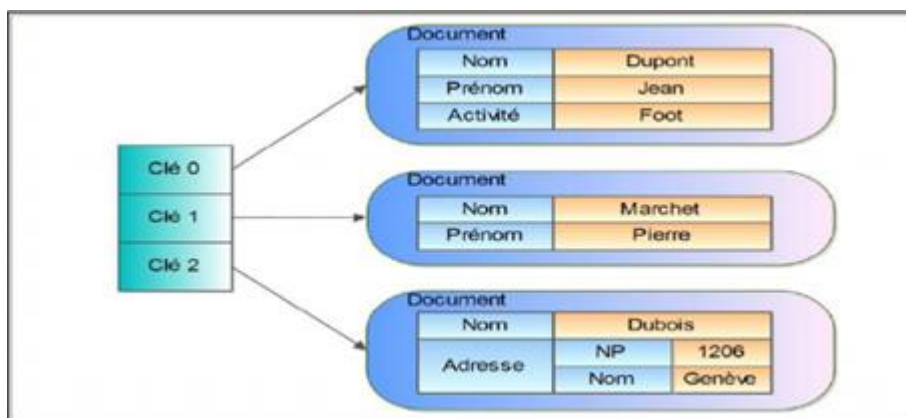 Document
Nom Dupont
Prénom Jean
Activité Foot
Clé 0
Clé 1
Clé 2
Document
Nom Marchet
Prénom Pierre
Document
Nom Dubois
Adresse NP 1206
Nom Genève